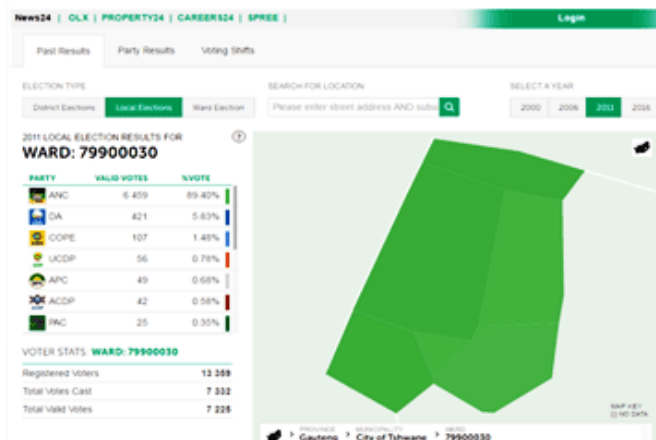 News24 | OLX | PROPERTY24 | CAREERS24 | SPREE | Login
Past Results Party Results Voting Shifts
ELECTION TYPE SEARCH FOR LOCATION SELECT A YEAR
District Elections Local Elections Ward Election Please enter street address AND subu 2000 2006 2011 2016
2011 LOCAL ELECTION RESULTS FOR ?
WARD: 79900030
PARTY VALID VOTES %VOTE
ANC 6 459 89.40%
DA 421 5.83%
COPE 107 1.48%
UCDP 56 0.78%
APC 49 0.68%
ACDP 42 0.58%
PAC 25 0.35%
VOTER STATS: WARD: 79900030
Registered Voters 13 359
Total Votes Cast 7 332
Total Valid Votes 7 225
MAP KEY
NO DATA
PROVINCE MUNICIPALITY WARD
> Gauteng > City of Tshwane > 79900030